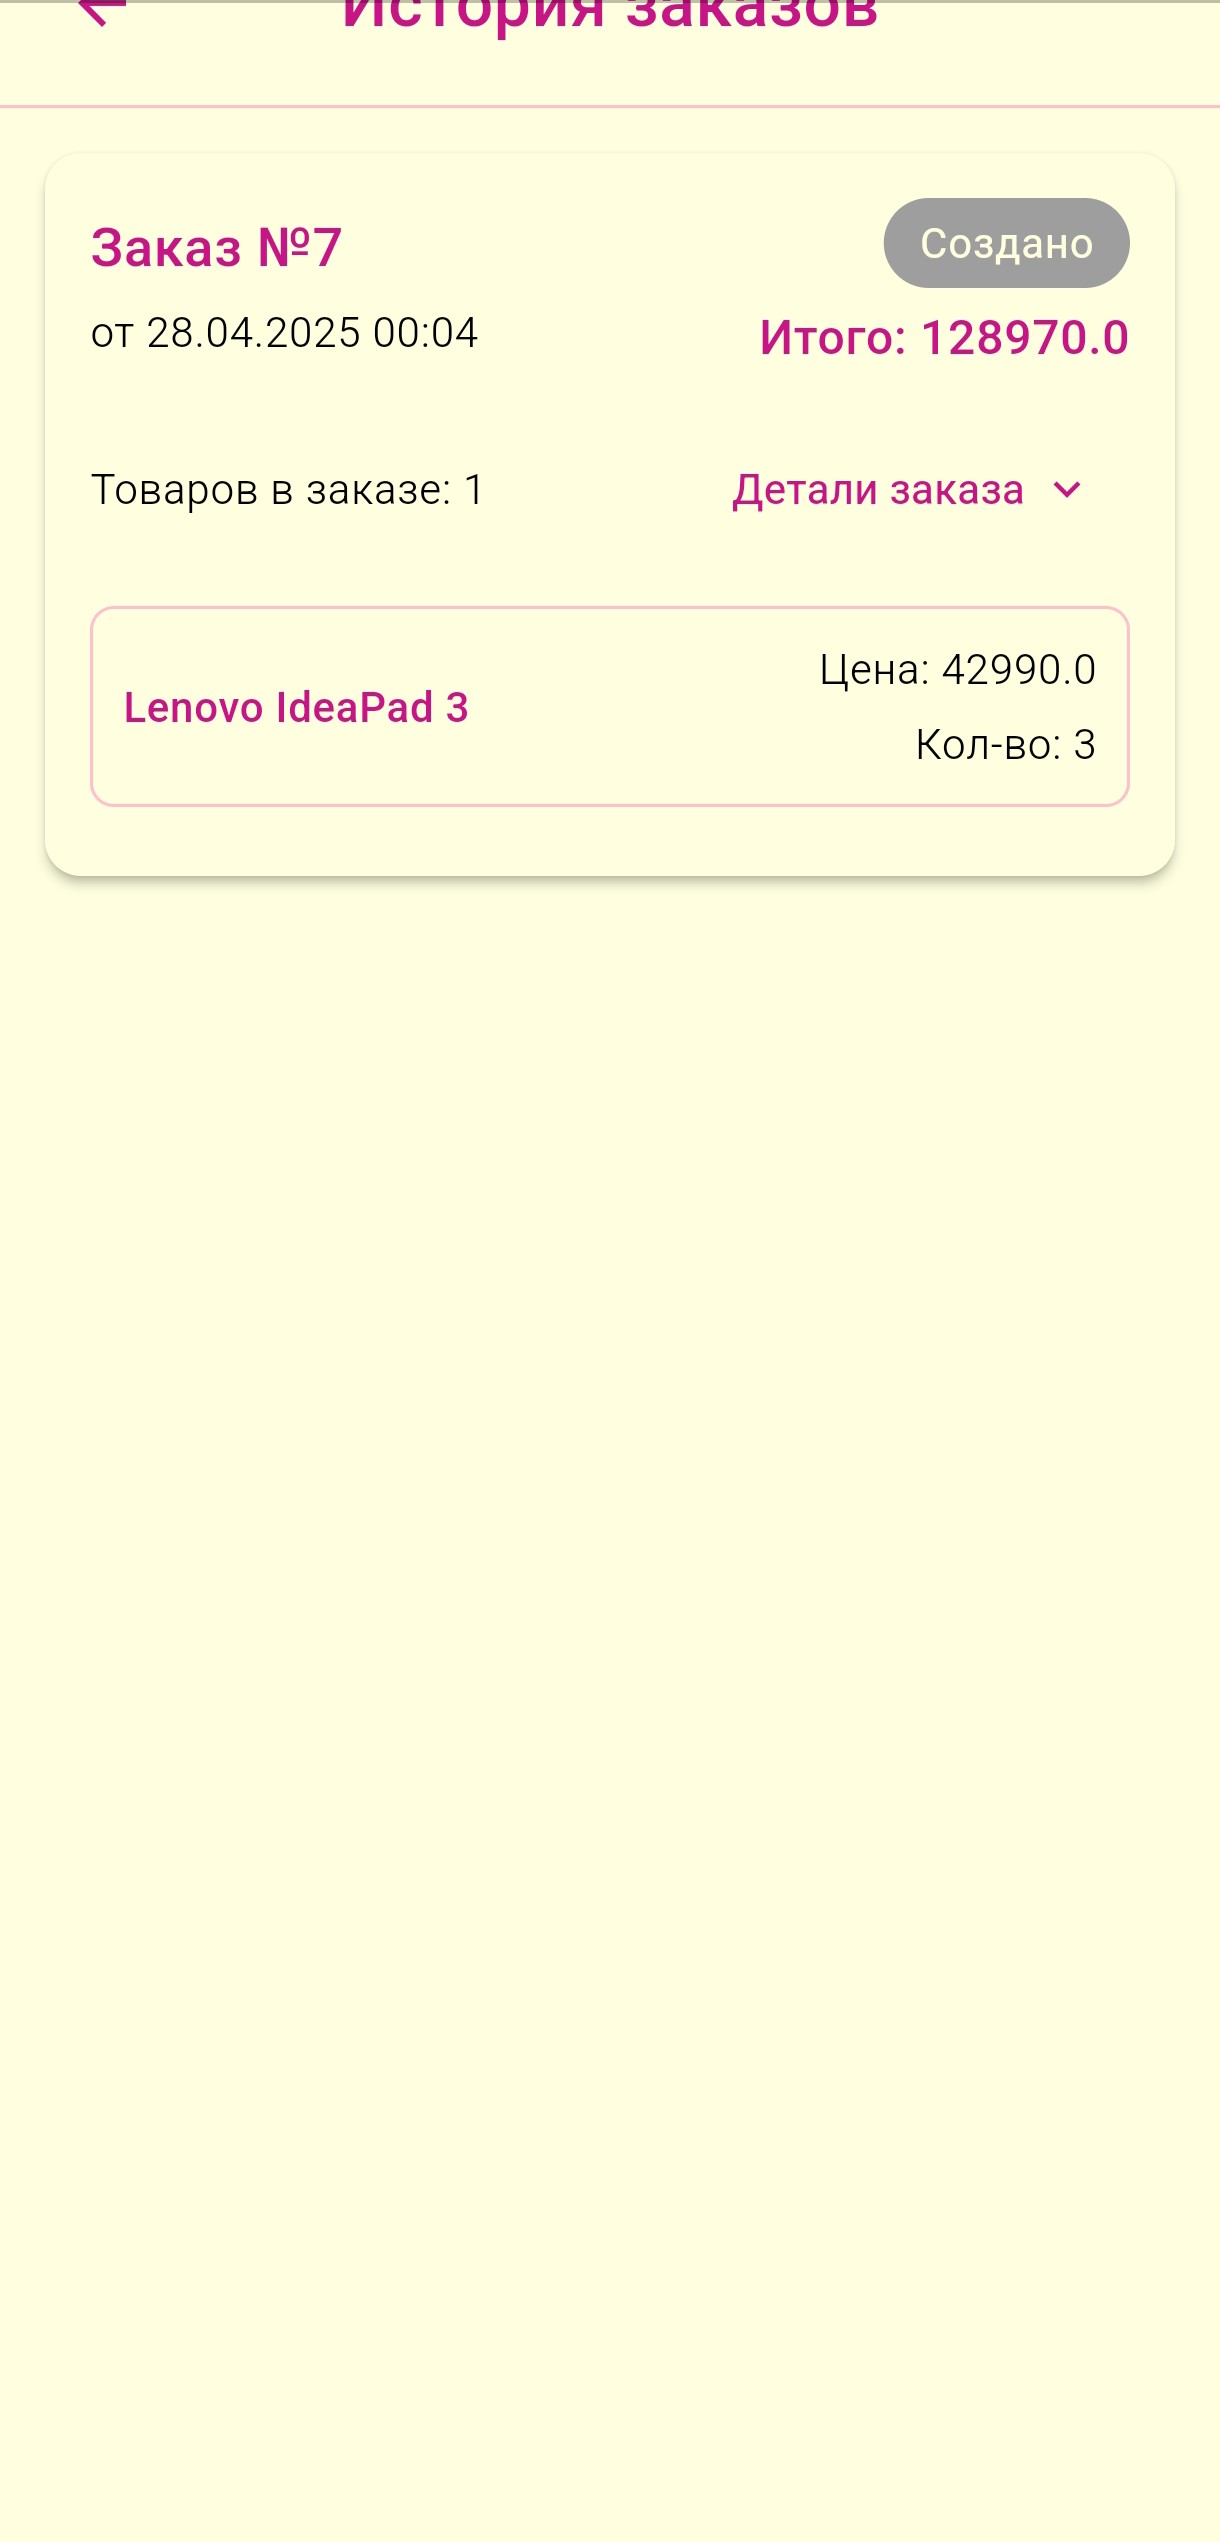 История заказов
Заказ №7
Создано
от 28.04.2025 00:04
Итого: 128970.0
Товаров в заказе: 1
Детали заказа
Lenovo IdeaPad 3
Цена: 42990.0
Кол-во: 3